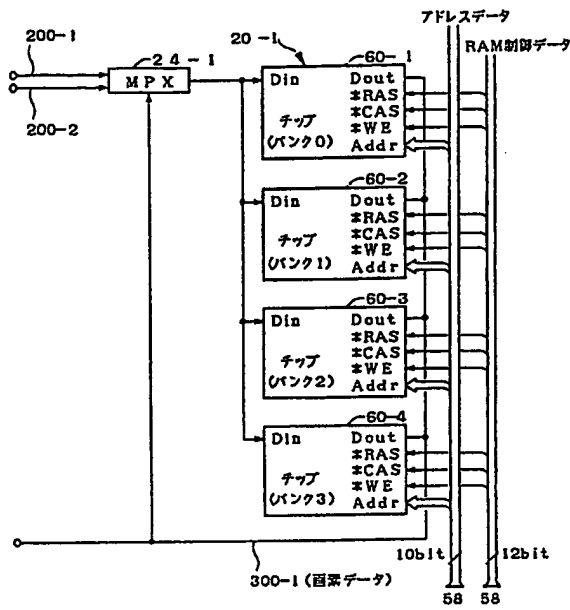 アドレスデータ
RAM制御データ
200-1
24-1
MPX
200-2
20-1
60-1
Din
Dout
*RAS
*CAS
*WE
Addr
チップ
(バンク0)
60-2
Din
Dout
*RAS
*CAS
*WE
Addr
チップ
(バンク1)
60-3
Din
Dout
*RAS
*CAS
*WE
Addr
チップ
(バンク2)
60-4
Din
Dout
*RAS
*CAS
*WE
Addr
チップ
(バンク3)
300-1(画素データ)
10bit
12bit
58
58